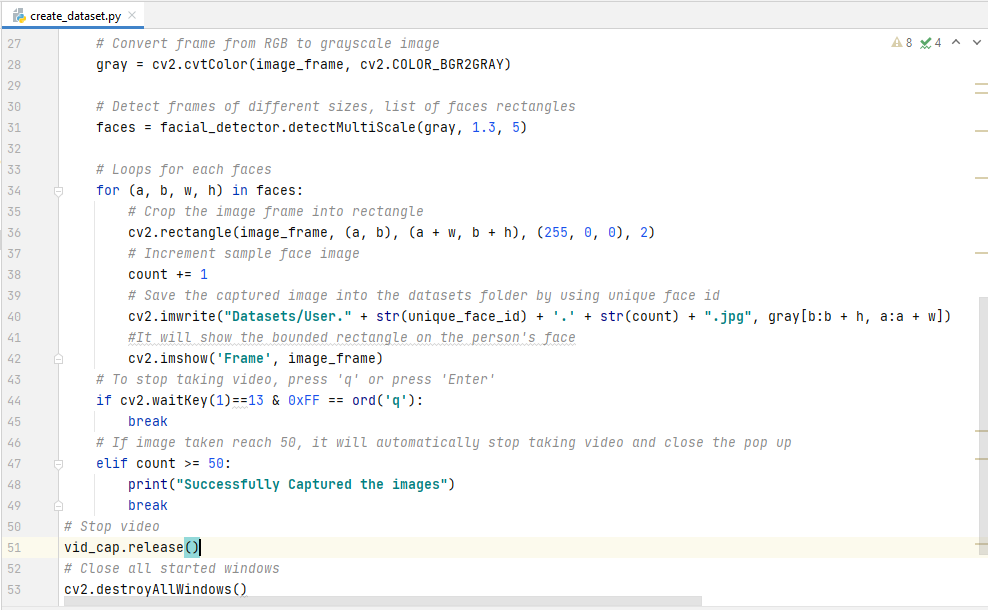 create_dataset.py
8 4
27 # Convert frame from RGB to grayscale image
28 gray = cv2.cvtColor(image_frame, cv2.COLOR_BGR2GRAY)
29
30 # Detect frames of different sizes, list of faces rectangles
31 faces = facial_detector.detectMultiScale(gray, 1.3, 5)
32
33 # Loops for each faces
34 for (a, b, w, h) in faces:
35 # Crop the image frame into rectangle
36 cv2.rectangle(image_frame, (a, b), (a + w, b + h), (255, 0, 0), 2)
37 # Increment sample face image
38 count += 1
39 # Save the captured image into the datasets folder by using unique face id
40 cv2.imwrite("Datasets/User." + str(unique_face_id) + '.' + str(count) + ".jpg", gray[b:b + h, a:a + w])
41 #It will show the bounded rectangle on the person's face
42 cv2.imshow('Frame', image_frame)
43 # To stop taking video, press 'q' or press 'Enter'
44 if cv2.waitKey(1)==13 & 0xFF == ord('q'):
45 break
46 # If image taken reach 50, it will automatically stop taking video and close the pop up
47 elif count >= 50:
48 print("Successfully Captured the images")
49 break
50 # Stop video
51 vid_cap.release()
52 # Close all started windows
53 cv2.destroyAllWindows()